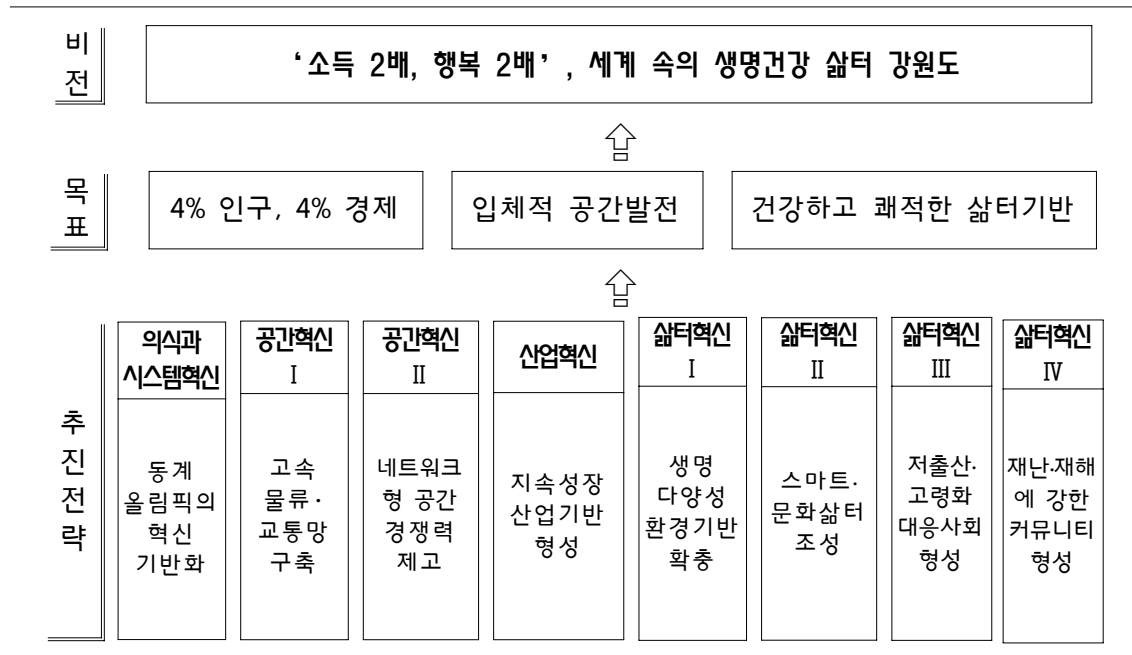 비
전
‘소득 2배, 행복 2배’, 세계 속의 생명건강 삶터 강원도
목
표
4% 인구, 4% 경제
입체적 공간발전
건강하고 쾌적한 삶터기반
추
진
전
략
의식과
시스템혁신
동계
올림픽의
혁신
기반화
공간혁신
Ⅰ
고속
물류·
교통망
구축
공간혁신
Ⅱ
네트워크
형 공간
경쟁력
제고
산업혁신
지속성장
산업기반
형성
삶터혁신
Ⅰ
생명
다양성
환경기반
확충
삶터혁신
Ⅱ
스마트·
문화삶터
조성
삶터혁신
Ⅲ
저출산·
고령화
대응사회
형성
삶터혁신
Ⅳ
재난·재해
에 강한
커뮤니티
형성